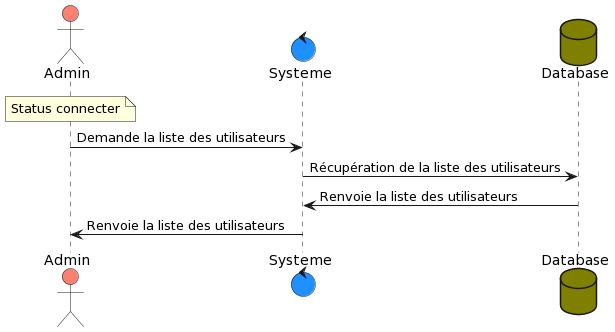 Admin
Systeme
Database
Status connecter
Demande la liste des utilisateurs
Récupération de la liste des utilisateurs
Renvoie la liste des utilisateurs
Renvoie la liste des utilisateurs
Admin
Systeme
Database